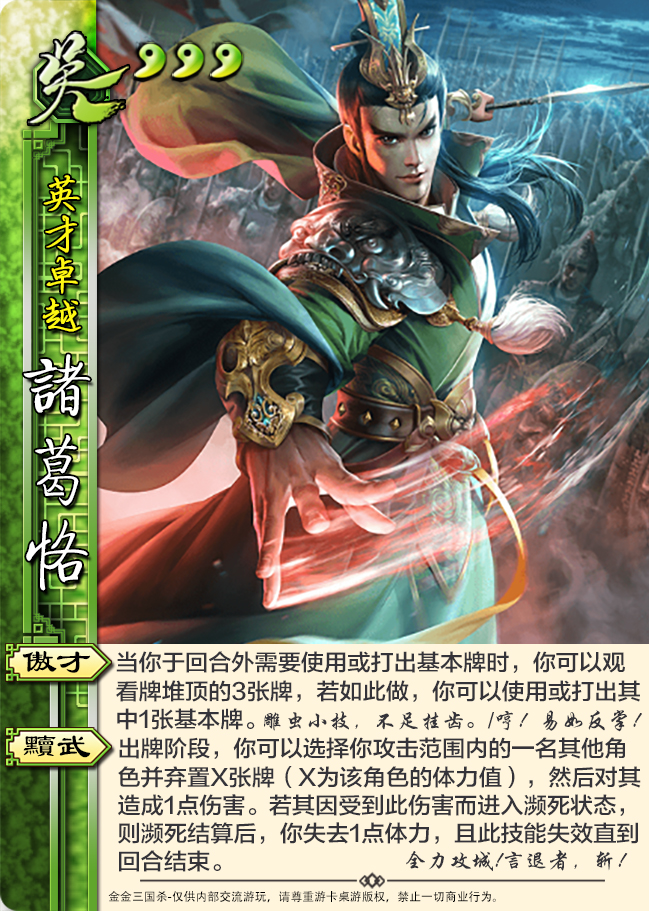 吴
英才卓越
諸葛恪
傲才
当你于回合外需要使用或打出基本牌时，你可以观
看牌堆顶的3张牌，若如此做，你可以使用或打出其
中1张基本牌。雕虫小技，不足挂齿。/哼！易如反掌！
黷武
出牌阶段，你可以选择你攻击范围内的一名其他角
色并弃置X张牌（X为该角色的体力值），然后对其
造成1点伤害。若其因受到此伤害而进入濒死状态，
则濒死结算后，你失去1点体力，且此技能失效直到
回合结束。
全力攻城！言退者，斩！
金金三国杀-仅供内部交流游玩，请尊重游卡桌游版权，禁止一切商业行为。